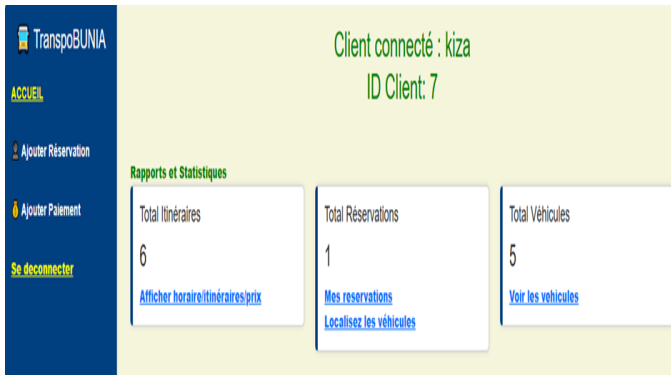 TranspoBUNIA
ACCUEIL
Ajouter Réservation
Ajouter Paiement
Se deconnecter
Client connecté : kiza
ID Client: 7
Rapports et Statistiques
Total Itinéraires
6
Afficher horaire/itinéraires/prix
Total Réservations
1
Mes reservations
Localisez les véhicules
Total Véhicules
5
Voir les vehicules